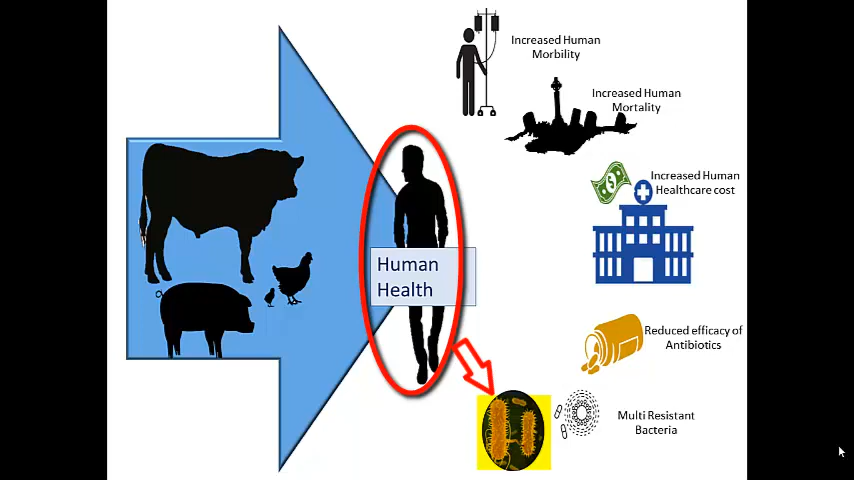 Increased Human
Morbility
Increased Human
Mortality
Increased Human
Healthcare cost
Human
Health
Reduced efficacy of
Antibiotics
Multi Resistant
Bacteria